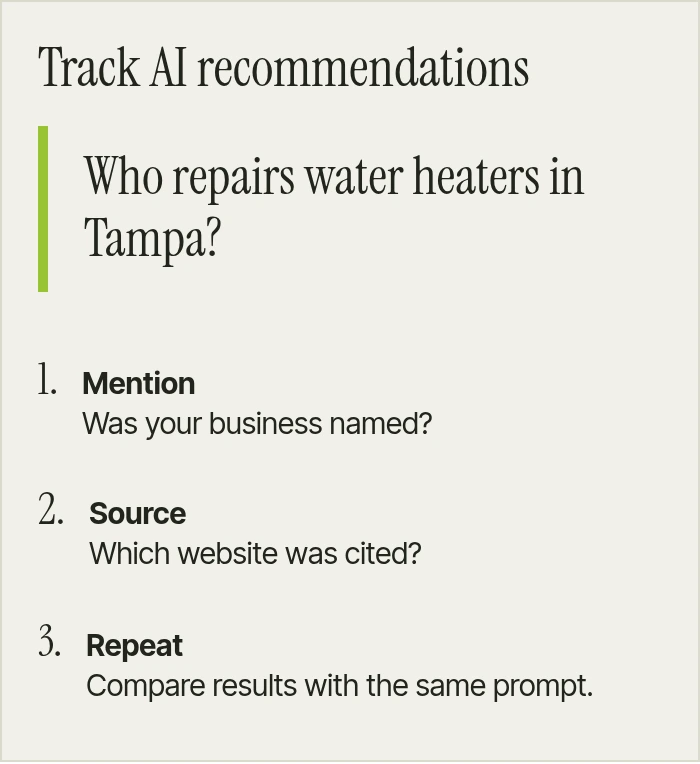 Track AI recommendations
Who repairs water heaters in
Tampa?
1. Mention
Was your business named?
2. Source
Which website was cited?
3. Repeat
Compare results with the same prompt.